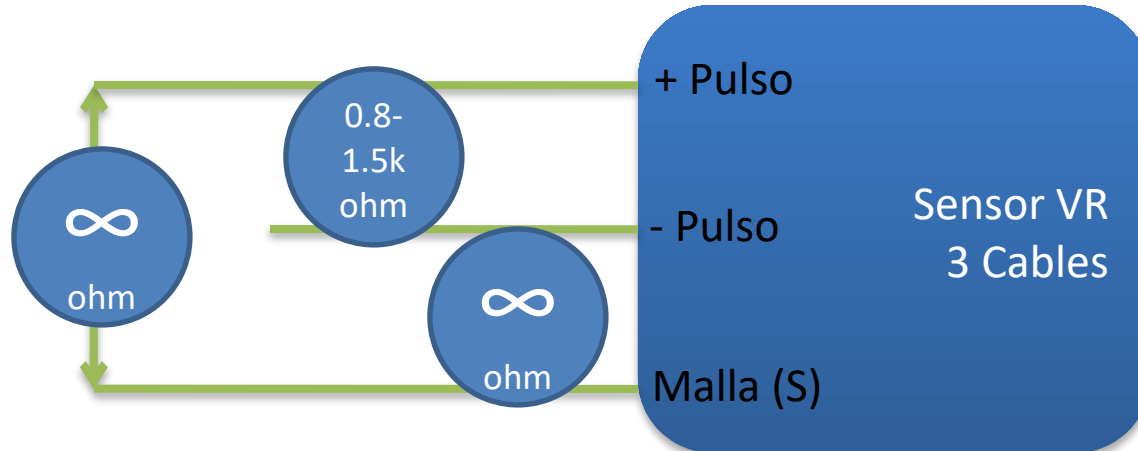 + Pulso
0.8-
1.5k
ohm
∞
ohm
- Pulso
Sensor VR
3 Cables
∞
ohm
Malla (S)